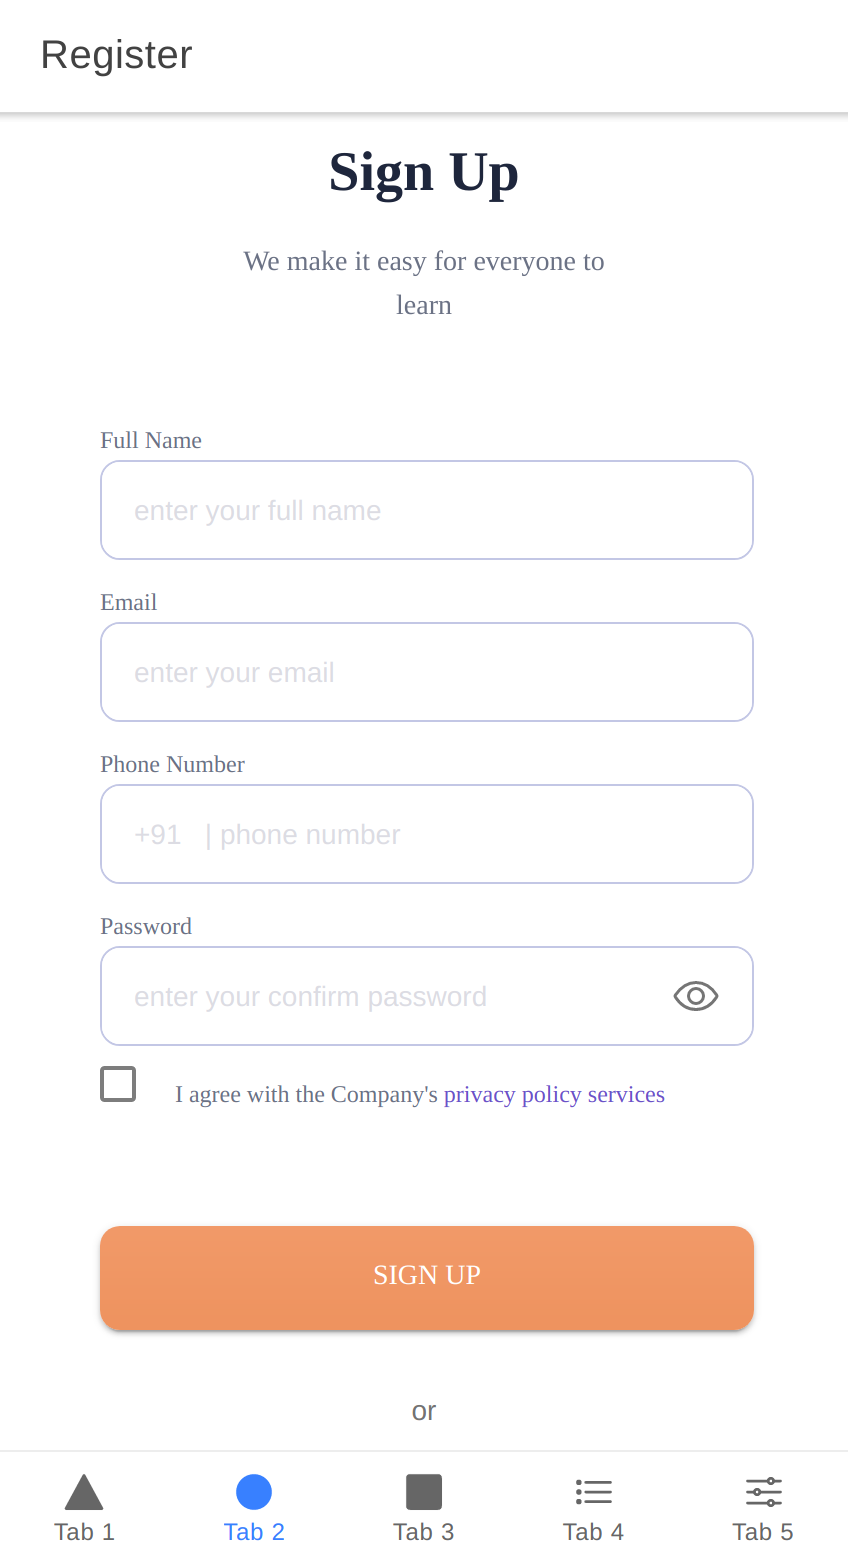 Register
Sign Up
We make it easy for everyone to
learn
Full Name
enter your full name
Email
enter your email
Phone Number
+91 | phone number
Password
enter your confirm password
I agree with the Company's privacy policy services
SIGN UP
or
Tab 1 Tab 2 Tab 3 Tab 4 Tab 5